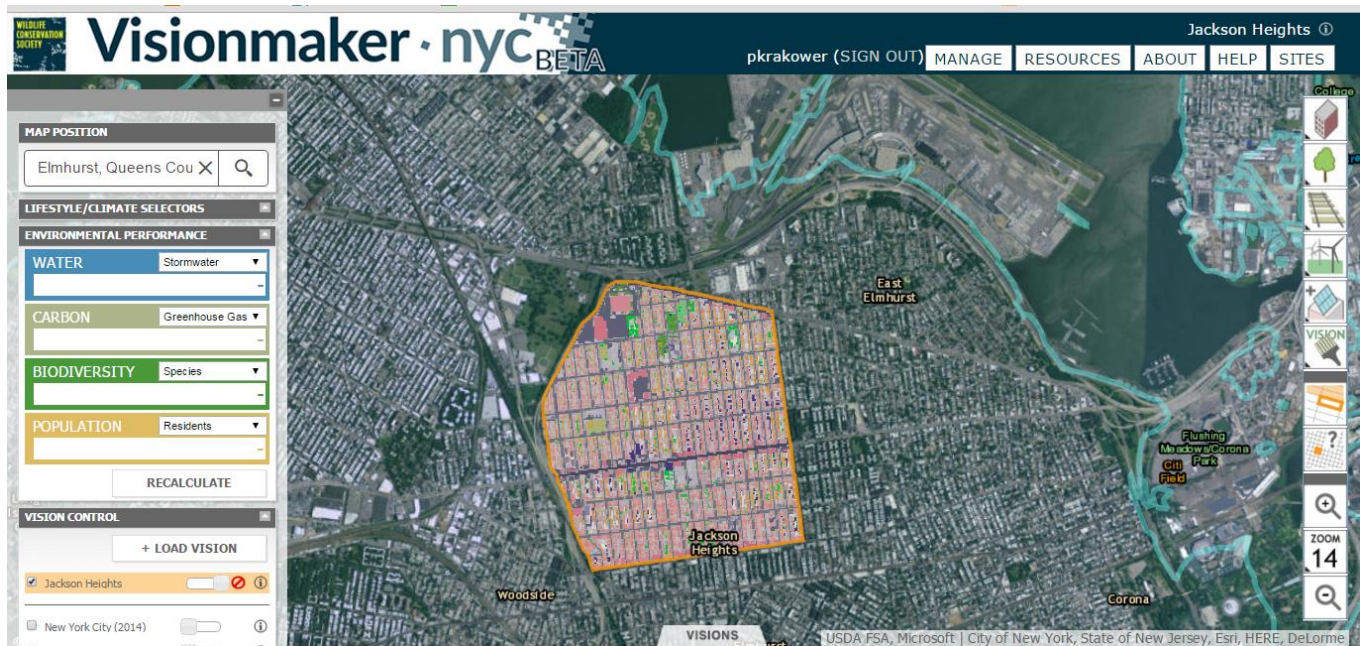 WILDLIFE
CONSERVATION
SOCIETY
Visionmaker · nyc BETA
Jackson Heights
pkrakower (SIGN OUT) MANAGE RESOURCES ABOUT HELP SITES
MAP POSITION
Elmhurst, Queens Cou
LIFESTYLE/CLIMATE SELECTORS
ENVIRONMENTAL PERFORMANCE
WATER Stormwater
-
CARBON Greenhouse Gas
-
BIODIVERSITY Species
-
POPULATION Residents
-
RECALCULATE
VISION CONTROL
+ LOAD VISION
Jackson Heights
New York City (2014)
College
East
Elmhurst
Flushing
Meadows/Corona
Park
Citi
Field
Jackson
Heights
Woodside
Corona
VISION
?
ZOOM
14
VISIONS
USDA FSA, Microsoft | City of New York, State of New Jersey, Esri, HERE, DeLorme